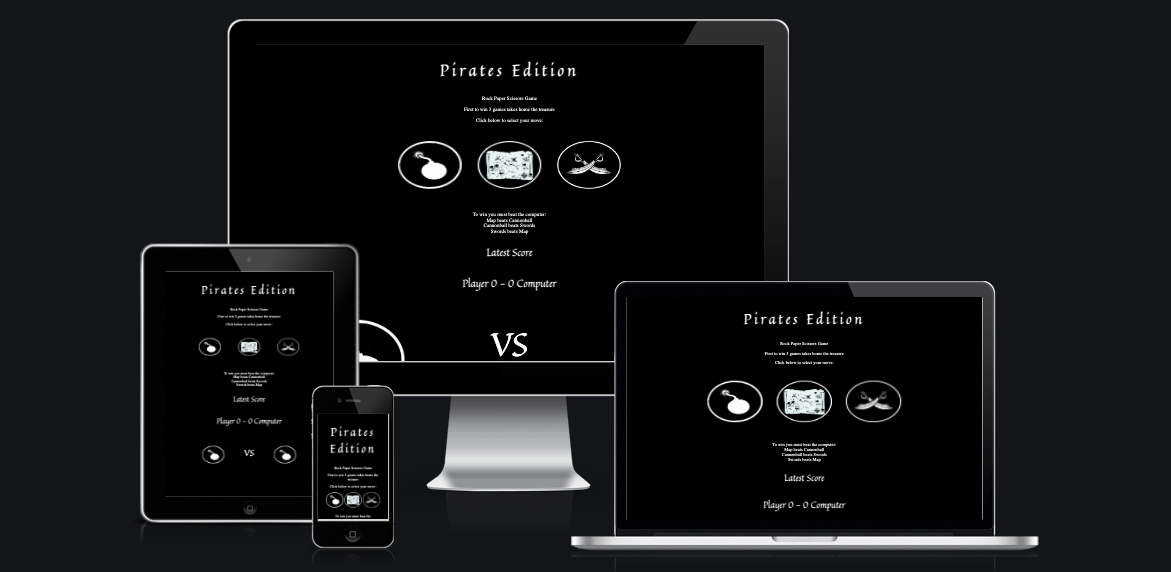 Pirates Edition
Rock Paper Scissors Game
First to win 3 games takes home the treasure
Click below to select your move:
To win you must beat the computer:
Map beats Cannonball
Cannonball beats Swords
Swords beats Map
Latest Score
Player 0 - 0 Computer
VS
Pirates Edition
Rock Paper Scissors Game
First to win 3 games takes home the treasure
Click below to select your move:
To win you must beat the computer:
Map beats Cannonball
Cannonball beats Swords
Swords beats Map
Latest Score
Player 0 - 0 Computer
VS
Pirates
Edition
Rock Paper Scissors Game
First to win 3 games takes home the
treasure
Click below to select your move:
To win you must beat the
Pirates Edition
Rock Paper Scissors Game
First to win 3 games takes home the treasure
Click below to select your move:
To win you must beat the computer:
Map beats Cannonball
Cannonball beats Swords
Swords beats Map
Latest Score
Player 0 - 0 Computer